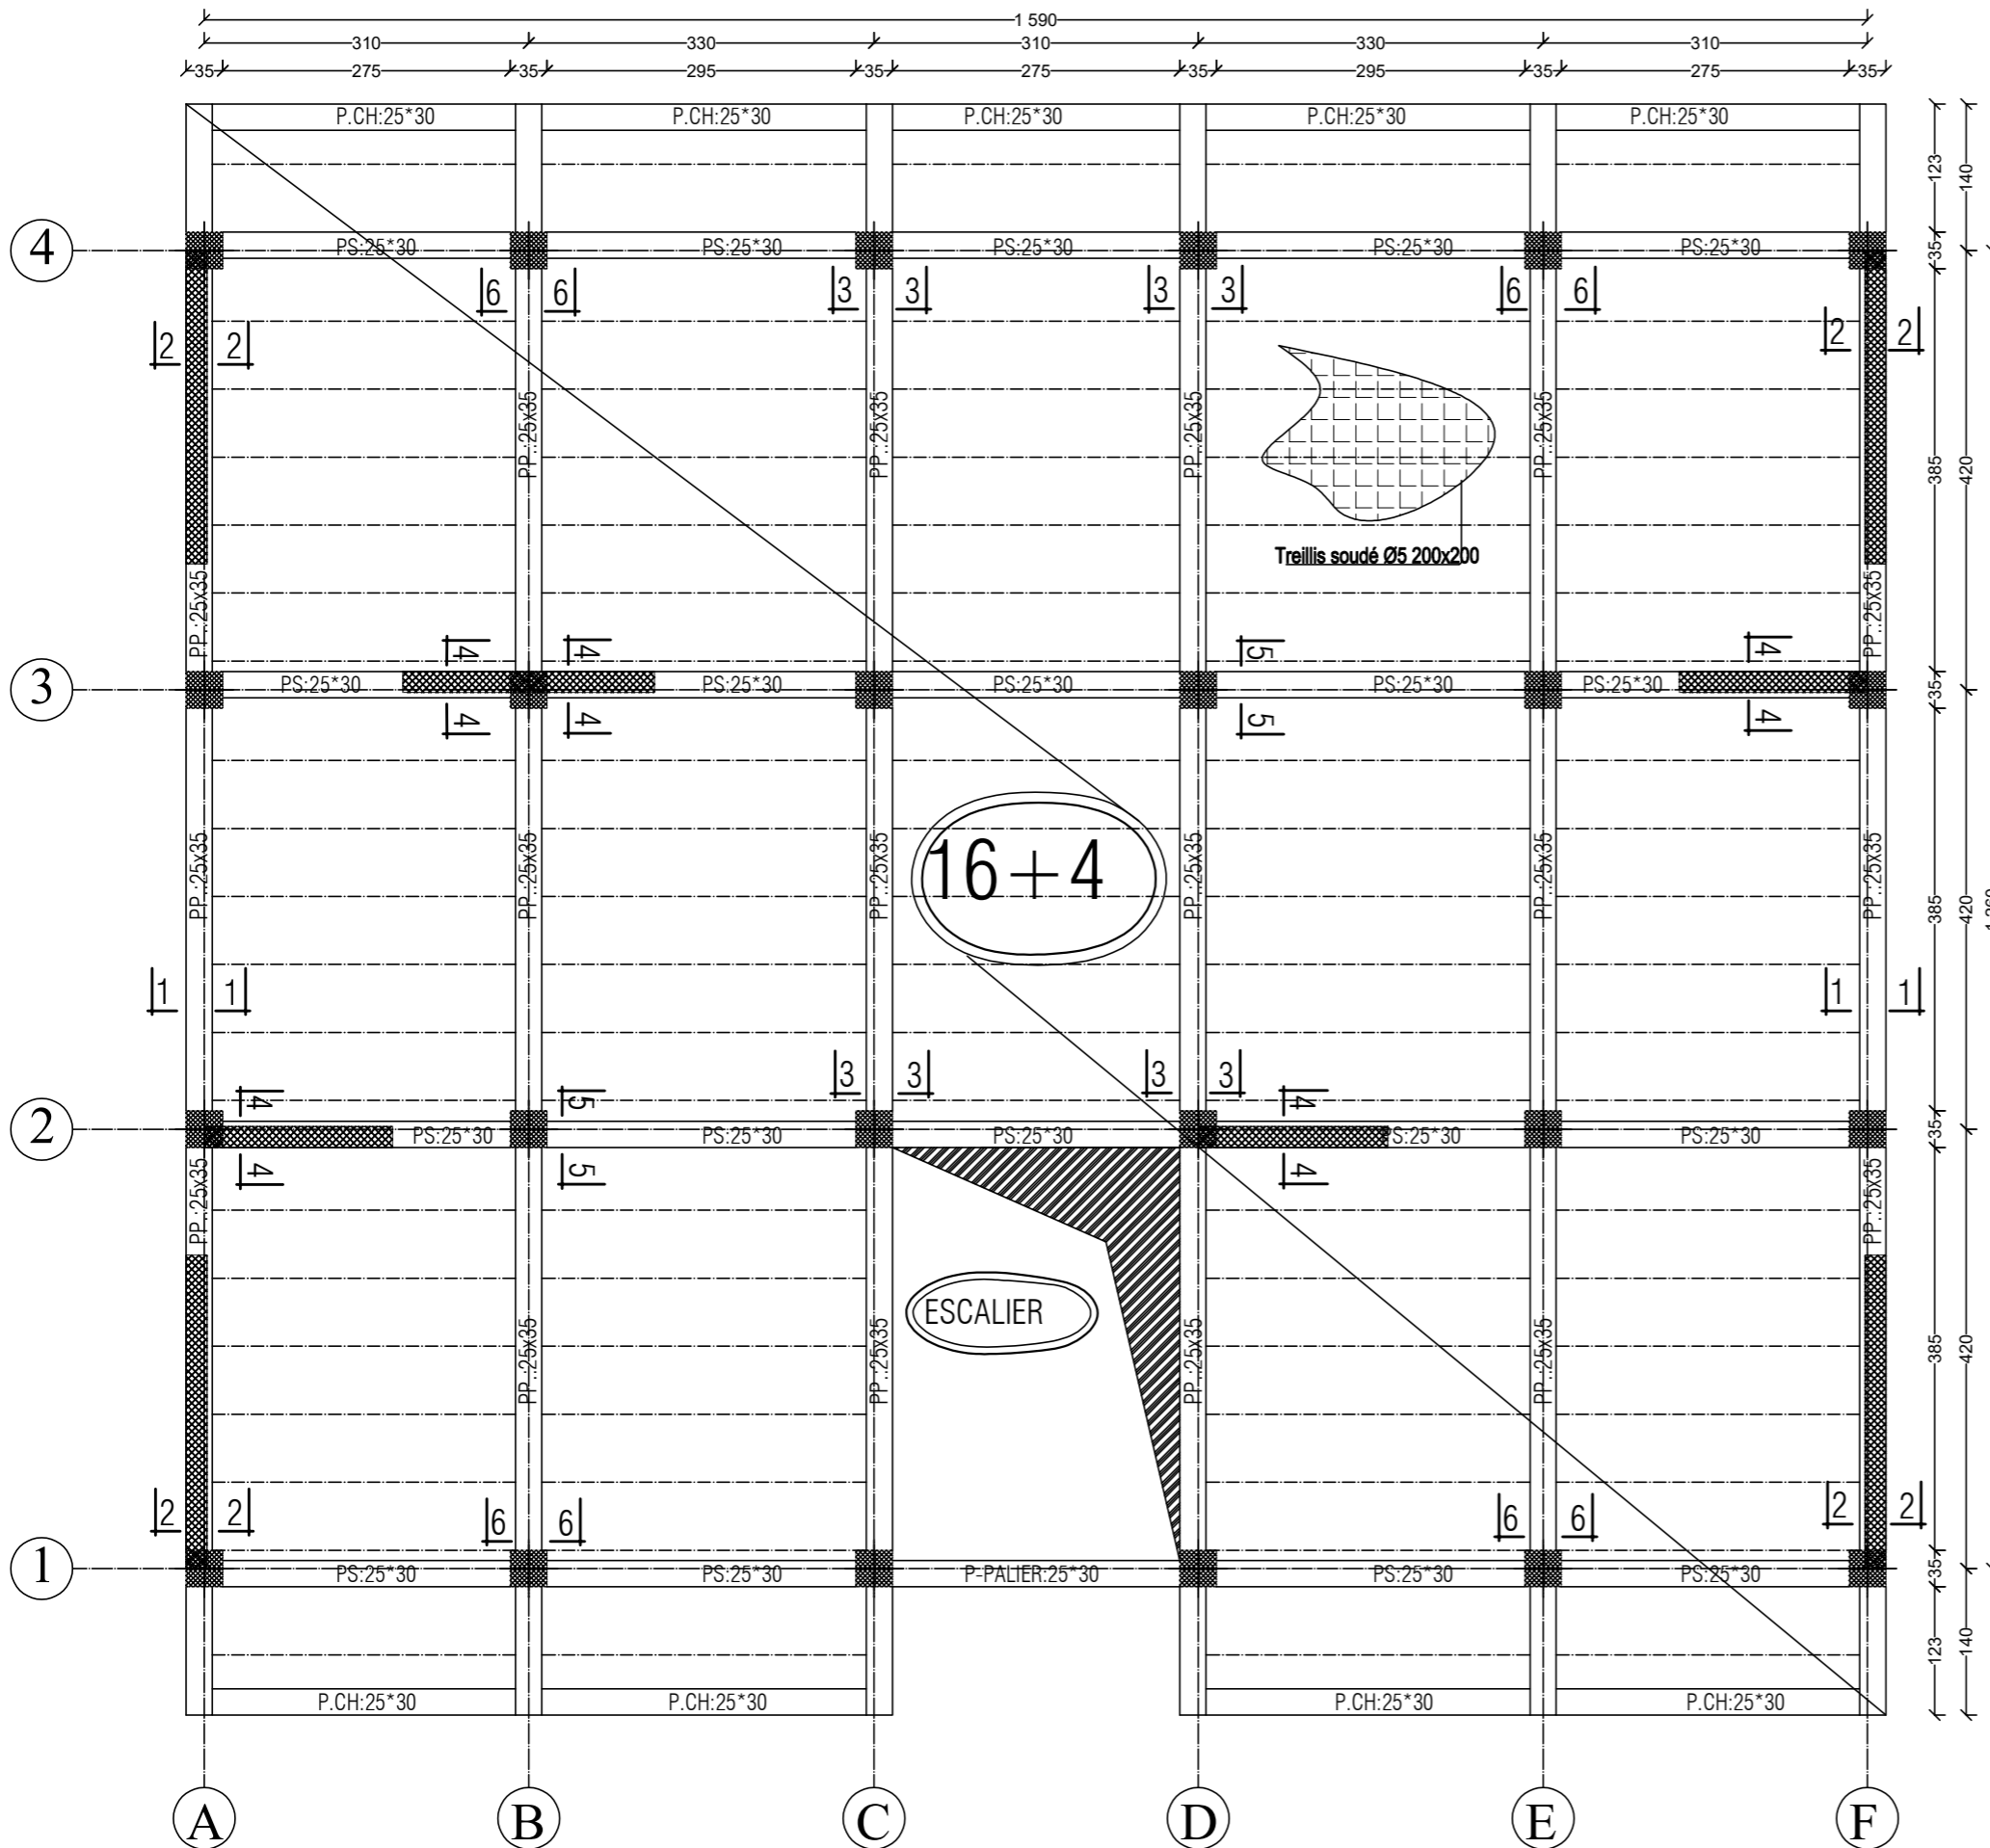 1 590
310 330 310 330 310
35 275 35 295 35 275 35 295 35 275 35
P.CH:25*30 P.CH:25*30 P.CH:25*30 P.CH:25*30 P.CH:25*30
123 140
4 PS:25*30 PS:25*30 PS:25*30 PS:25*30 PS:25*30 35
6 6 3 3 3 3 6 6
2 2 2 2
PP.:25x35 PP.:25x35 PP.:25x35 PP.:25x35 385 420
Treillis soudé Ø5 200x200
PP.:25x35 PP.:25x35
4 4 5 4
3 PS:25*30 PS:25*30 PS:25*30 PS:25*30 PS:25*30 35
4 4 5 4
16+4
PP.:25x35 PP.:25x35 PP.:25x35 PP.:25x35 PP.:25x35 PP.:25x35 385 420
1 1 1 1
3 3 3 3
4 5 4
2 PS:25*30 PS:25*30 PS:25*30 PS:25*30 PS:25*30 35
4 5 4
PP.:25x35 PP.:25x35
ESCALIER
PP.:25x35 PP.:25x35 PP.:25x35 PP.:25x35 385 420
2 2 6 6 6 6 2 2
1 PS:25*30 PS:25*30 P-PALIER:25*30 PS:25*30 PS:25*30 35
123 140
P.CH:25*30 P.CH:25*30 P.CH:25*30 P.CH:25*30
A B C D E F